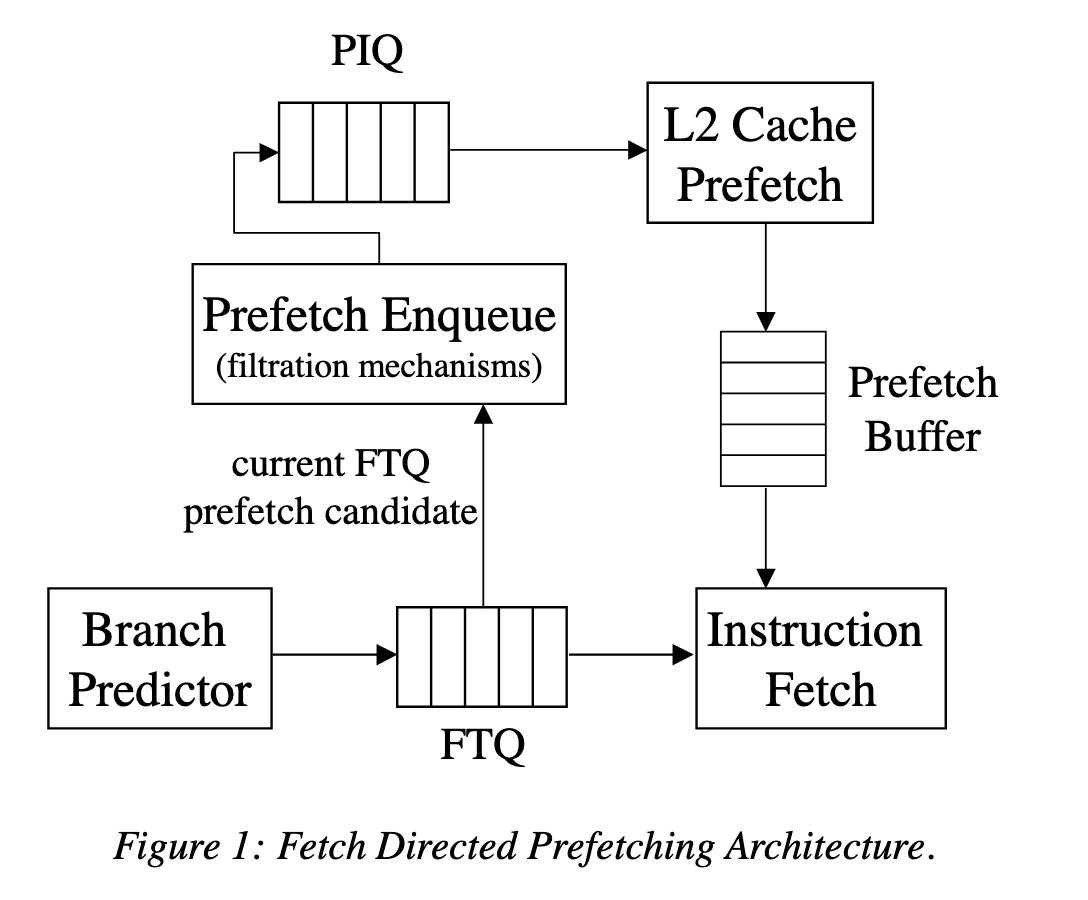 PIQ
L2 Cache
Prefetch
Prefetch Enqueue
(filtration mechanisms)
Prefetch
Buffer
current FTQ
prefetch candidate
Branch
Predictor
Instruction
Fetch
FTQ
Figure 1: Fetch Directed Prefetching Architecture.